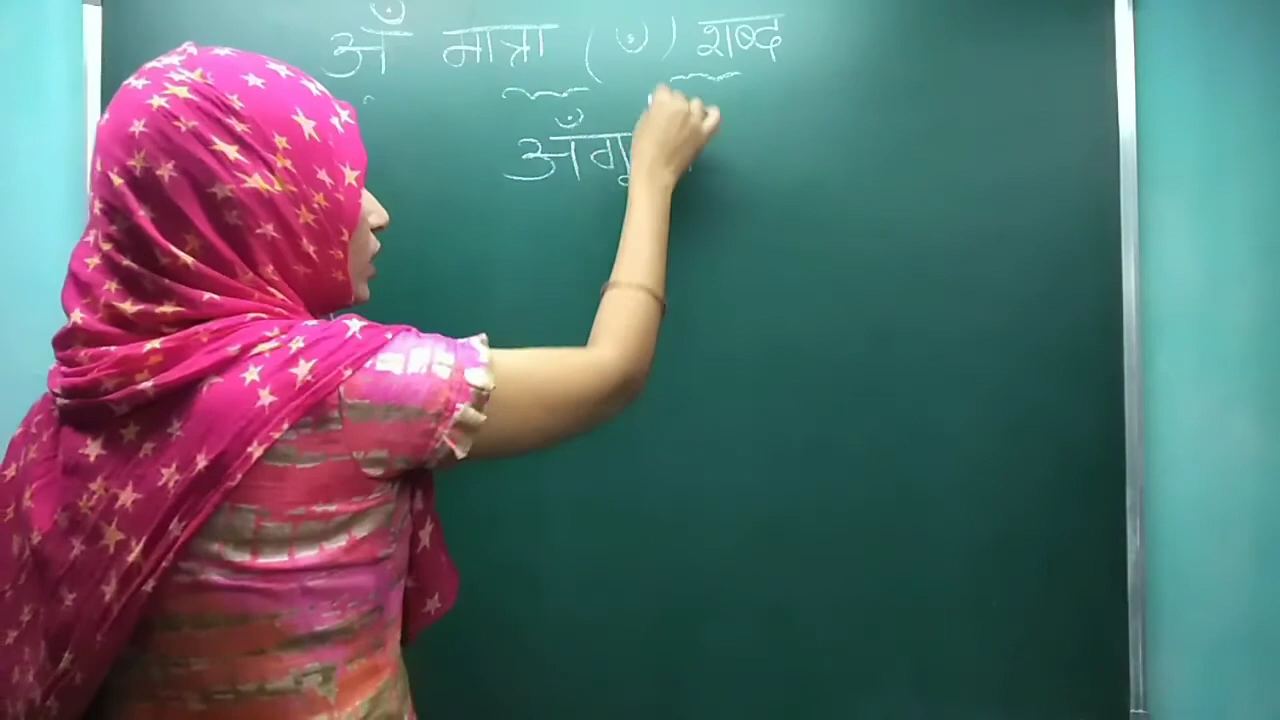 अँ मात्रा ( ँ ) शब्द
अँगू